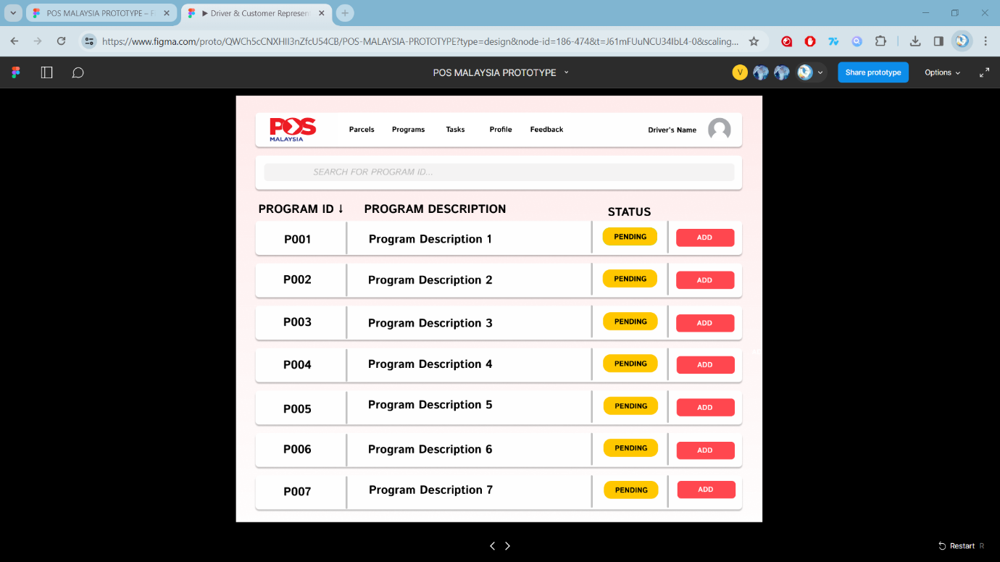 POS MALAYSIA PROTOTYPE – F
Driver & Customer Represen
https://www.figma.com/proto/QWCh5cCNXHII3nZfcU54CB/POS-MALAYSIA-PROTOTYPE?type=design&node-id=186-474&t=J61mFUuNCU34IbL4-0&scaling...
POS MALAYSIA PROTOTYPE
V
Share prototype
Options
POS
MALAYSIA
Parcels Programs Tasks Profile Feedback Driver's Name
SEARCH FOR PROGRAM ID...
PROGRAM ID ↓ PROGRAM DESCRIPTION STATUS
P001 Program Description 1 PENDING ADD
P002 Program Description 2 PENDING ADD
P003 Program Description 3 PENDING ADD
P004 Program Description 4 PENDING ADD
P005 Program Description 5 PENDING ADD
P006 Program Description 6 PENDING ADD
P007 Program Description 7 PENDING ADD
Restart R